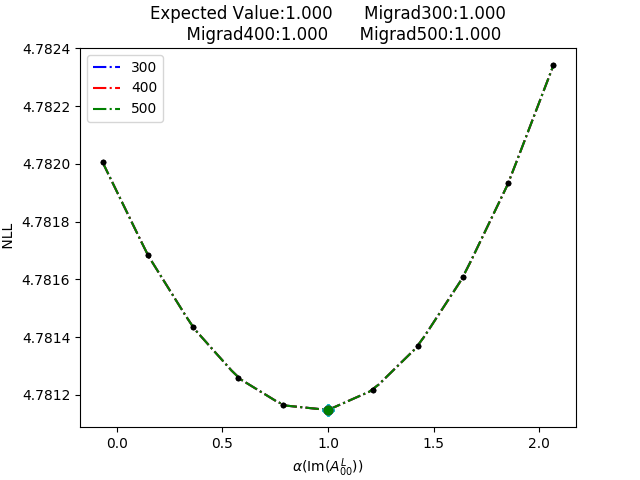 Expected Value:1.000 Migrad300:1.000
Migrad400:1.000 Migrad500:1.000
4.7824
4.7822
4.7820
4.7818
4.7816
4.7814
4.7812
NLL
300
400
500
0.0 0.5 1.0 1.5 2.0
α(Im(A^L_{00}))